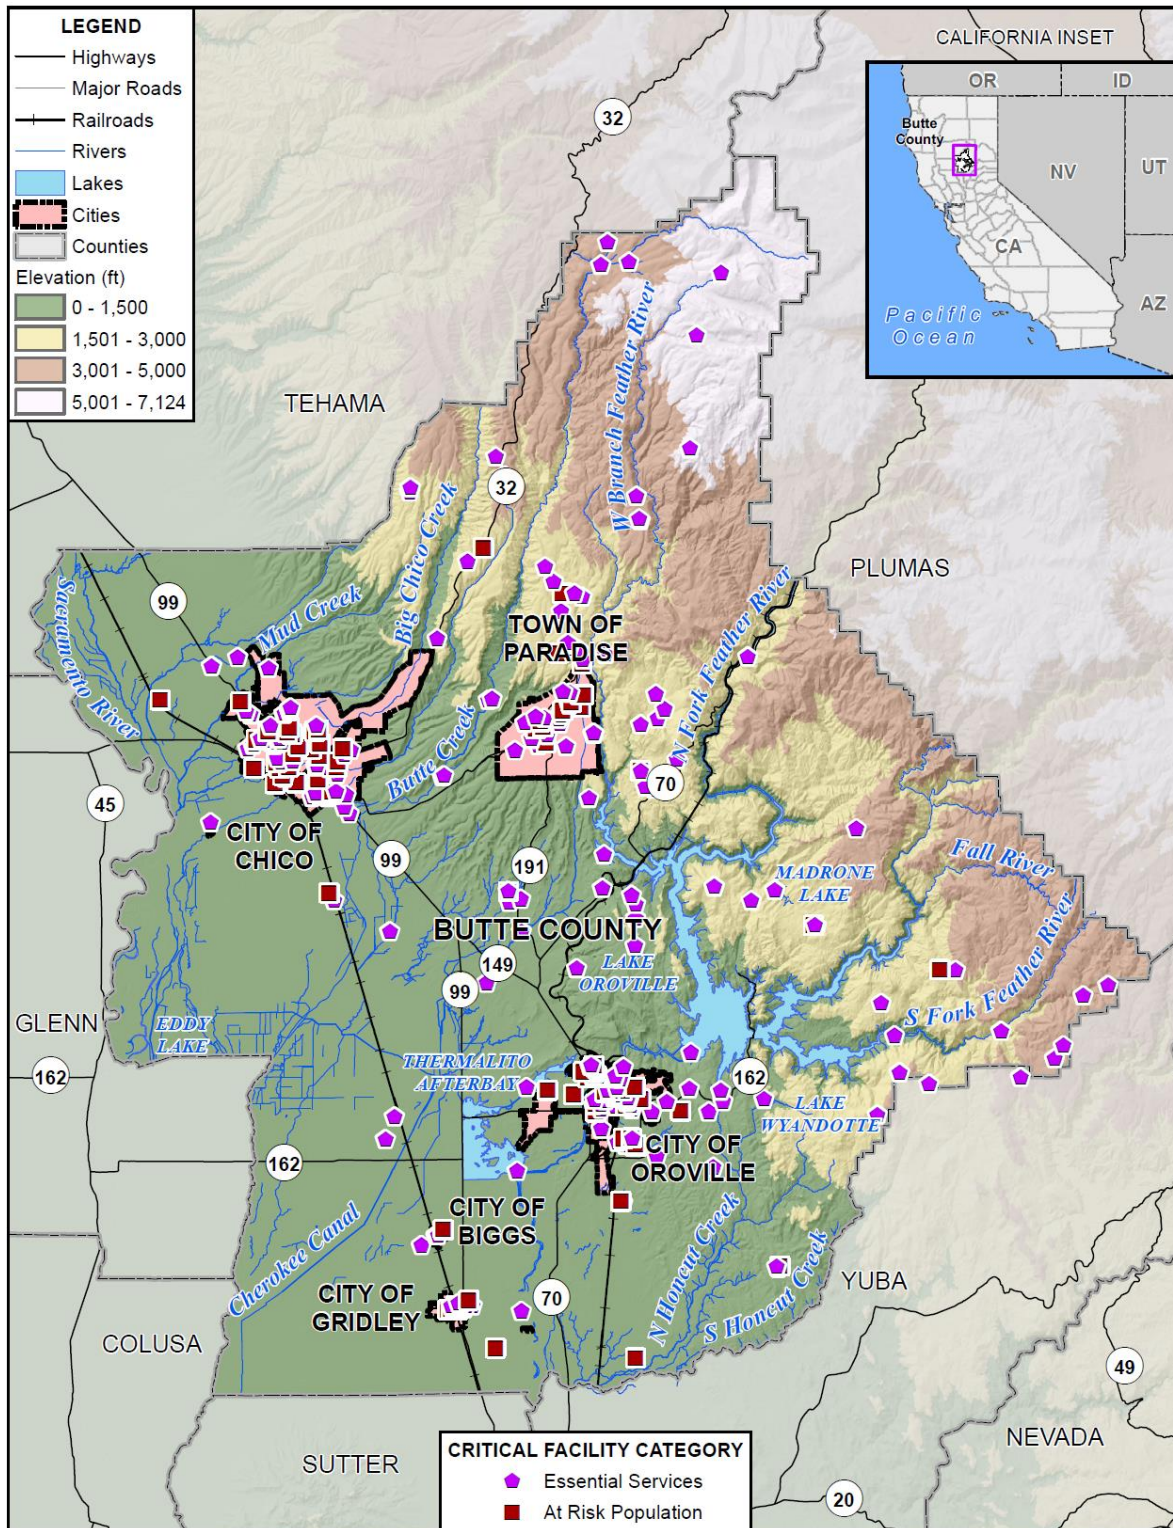 LEGEND
Highways
Major Roads
Railroads
Rivers
Lakes
Cities
Counties
Elevation (ft)
0 - 1,500
1,501 - 3,000
3,001 - 5,000
5,001 - 7,124
CALIFORNIA INSET
OR
ID
Butte
County
NV
UT
CA
AZ
Pacific
Ocean
32
TEHAMA
W Branch Feather River
32
Big Chico Creek
PLUMAS
99
Mud Creek
Sacramento River
TOWN OF
PARADISE
N Fork Feather River
Butte Creek
70
45
CITY OF
CHICO
99
191
MADRONE
LAKE
Fall River
BUTTE COUNTY
149
LAKE
OROVILLE
99
S Fork Feather River
GLENN
EDDY
LAKE
162
THERMALITO
AFTERBAY
162
LAKE
WYANDOTTE
162
CITY OF
OROVILLE
CITY OF
BIGGS
Cherokee Canal
N Honcut Creek
S Honcut Creek
YUBA
CITY OF
GRIDLEY
70
COLUSA
49
NEVADA
SUTTER
20
CRITICAL FACILITY CATEGORY
Essential Services
At Risk Population